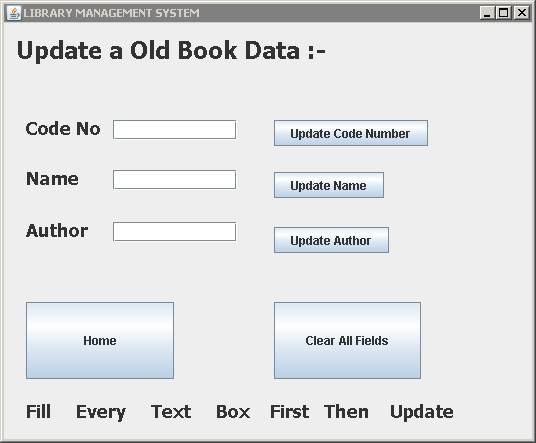 LIBRARY MANAGEMENT SYSTEM
Update a Old Book Data :-
Code No Update Code Number
Name Update Name
Author Update Author
Home Clear All Fields
Fill Every Text Box First Then Update